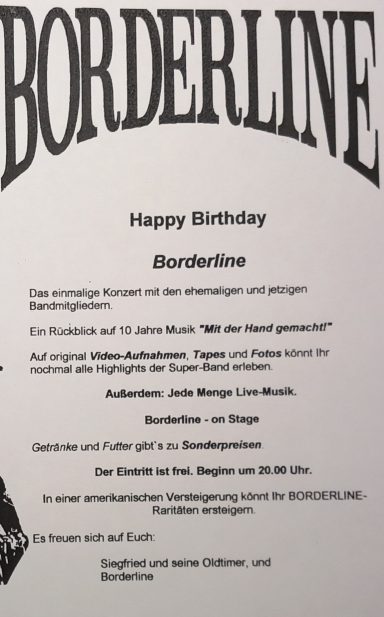 BORDERLINE
Happy Birthday
Borderline
Das einmalige Konzert mit den ehemaligen und jetzigen
Bandmitgliedern.
Ein Rückblick auf 10 Jahre Musik "Mit der Hand gemacht!"
Auf original Video-Aufnahmen, Tapes und Fotos könnt Ihr
nochmal alle Highlights der Super-Band erleben.
Außerdem: Jede Menge Live-Musik.
Borderline - on Stage
Getränke und Futter gibt`s zu Sonderpreisen.
Der Eintritt ist frei. Beginn um 20.00 Uhr.
In einer amerikanischen Versteigerung könnt Ihr BORDERLINE-
Raritäten ersteigern.
Es freuen sich auf Euch:
Siegfried und seine Oldtimer, und
Borderline